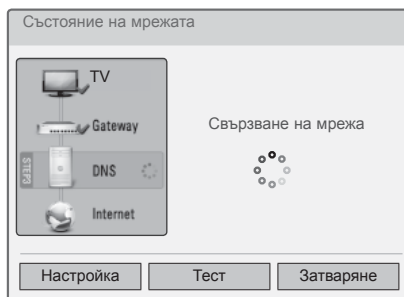 Състояние на мрежата
TV
Gateway
Свързване на мрежа
STEP3
DNS
Internet
Настройка
Тест
Затваряне